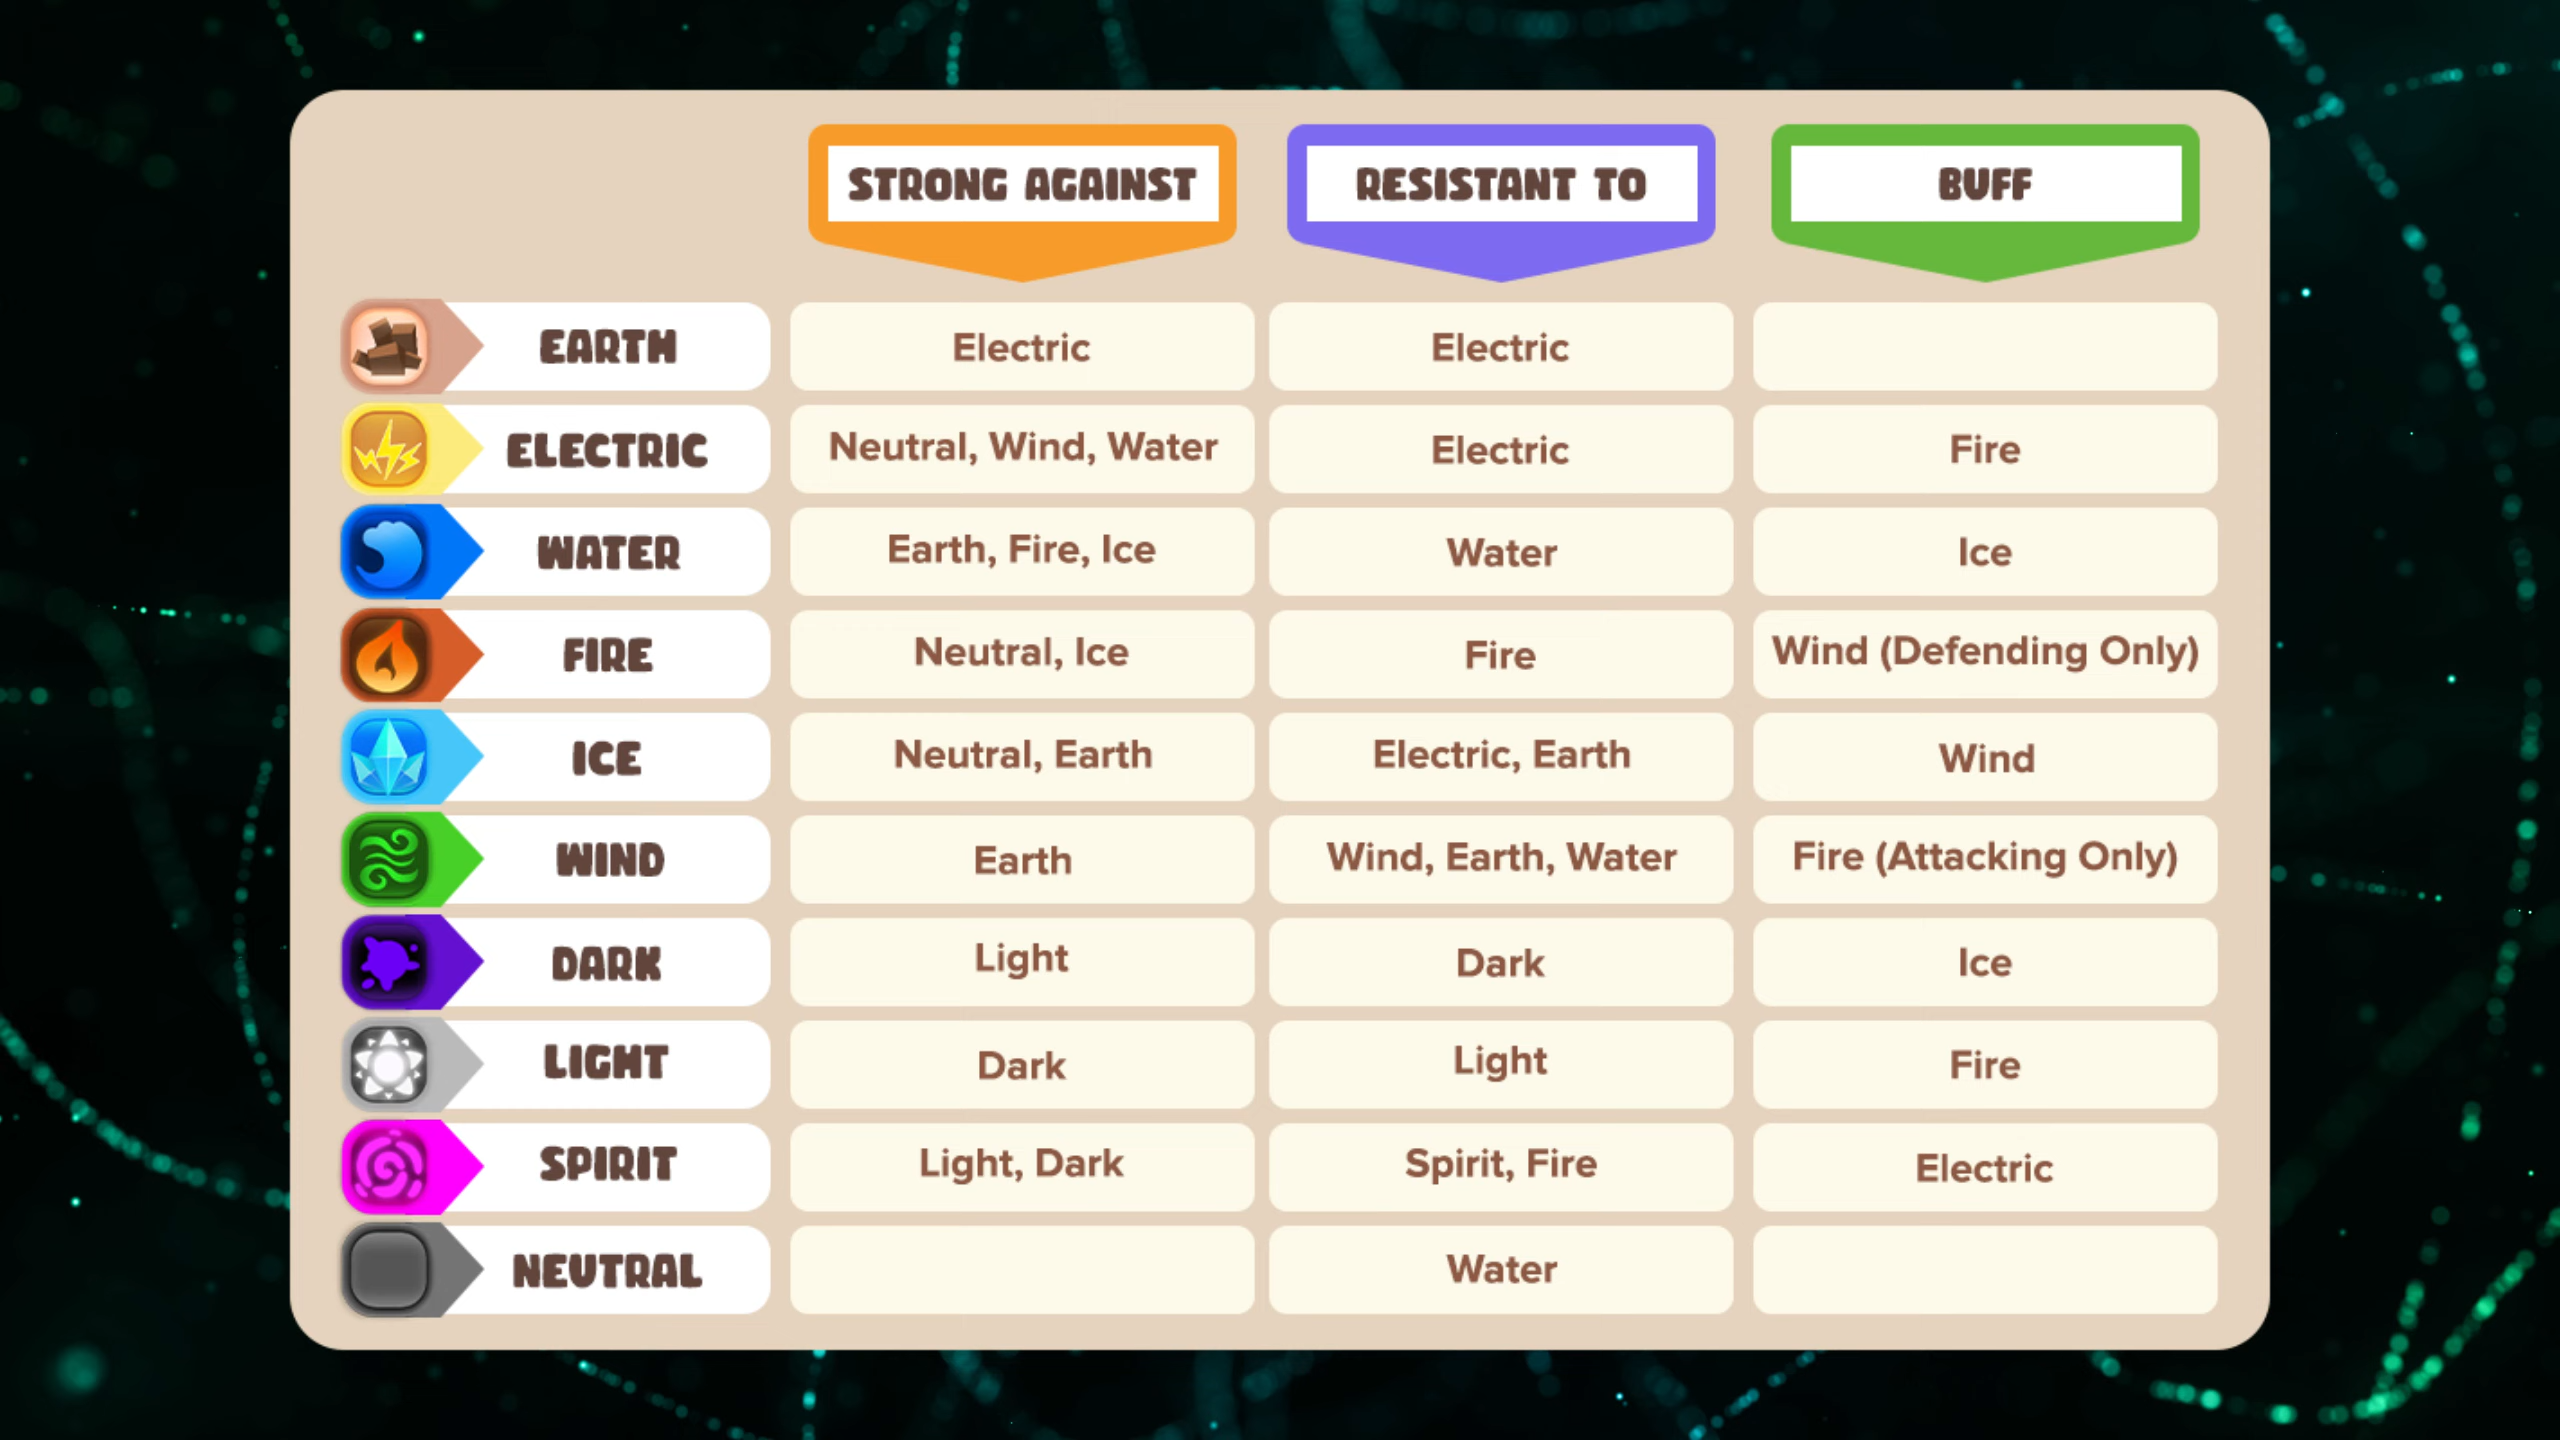 STRONG AGAINST RESISTANT TO BUFF
EARTH Electric Electric
ELECTRIC Neutral, Wind, Water Electric Fire
WATER Earth, Fire, Ice Water Ice
FIRE Neutral, Ice Fire Wind (Defending Only)
ICE Neutral, Earth Electric, Earth Wind
WIND Earth Wind, Earth, Water Fire (Attacking Only)
DARK Light Dark Ice
LIGHT Dark Light Fire
SPIRIT Light, Dark Spirit, Fire Electric
NEUTRAL Water